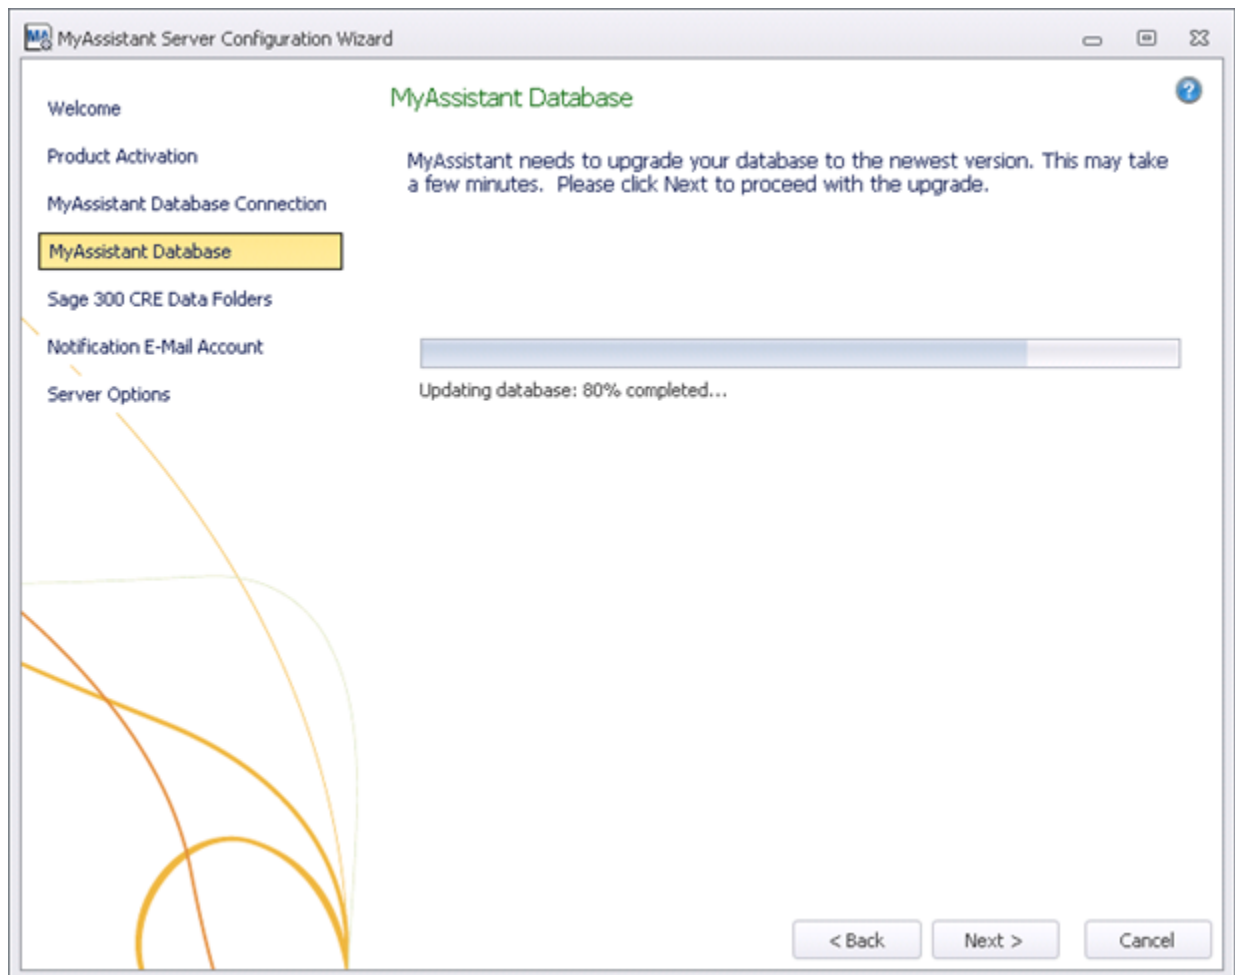 MyAssistant Server Configuration Wizard
Welcome
Product Activation
MyAssistant Database Connection
MyAssistant Database
Sage 300 CRE Data Folders
Notification E-Mail Account
Server Options
MyAssistant Database
?
MyAssistant needs to upgrade your database to the newest version. This may take
a few minutes.  Please click Next to proceed with the upgrade.
Updating database: 80% completed...
< Back
Next >
Cancel